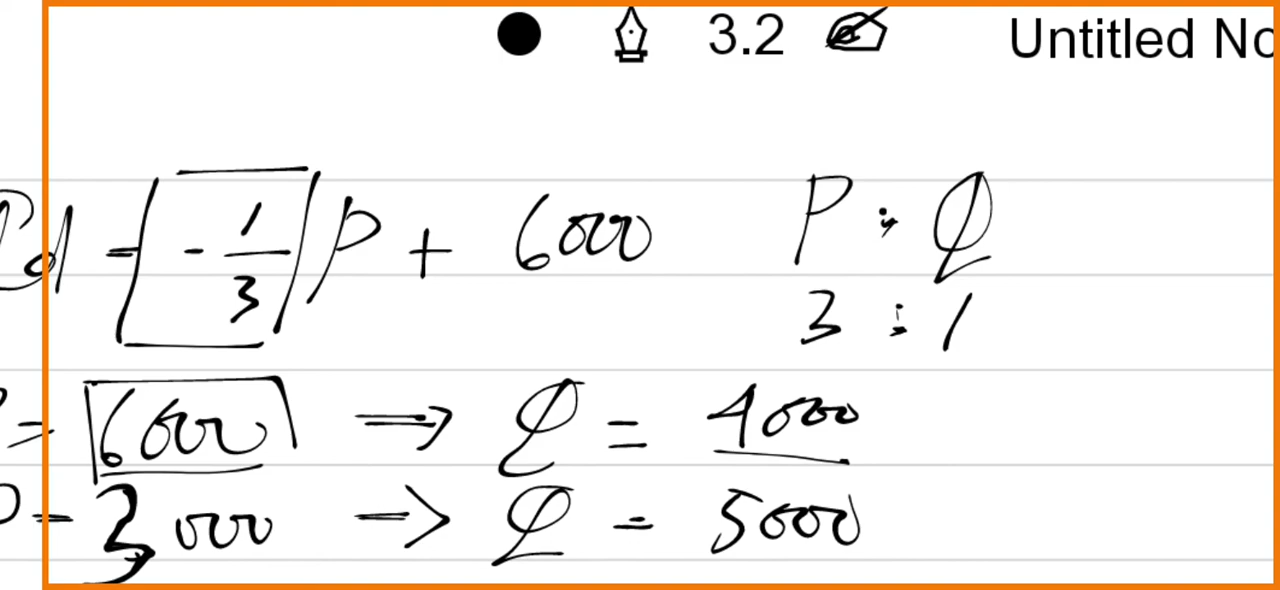 3.2 Untitled No
Qd = -1/3 P + 6000 P : Q
3 : 1
P = 6000 ⇒ Q = 4000
P = 3000 -> Q = 5000